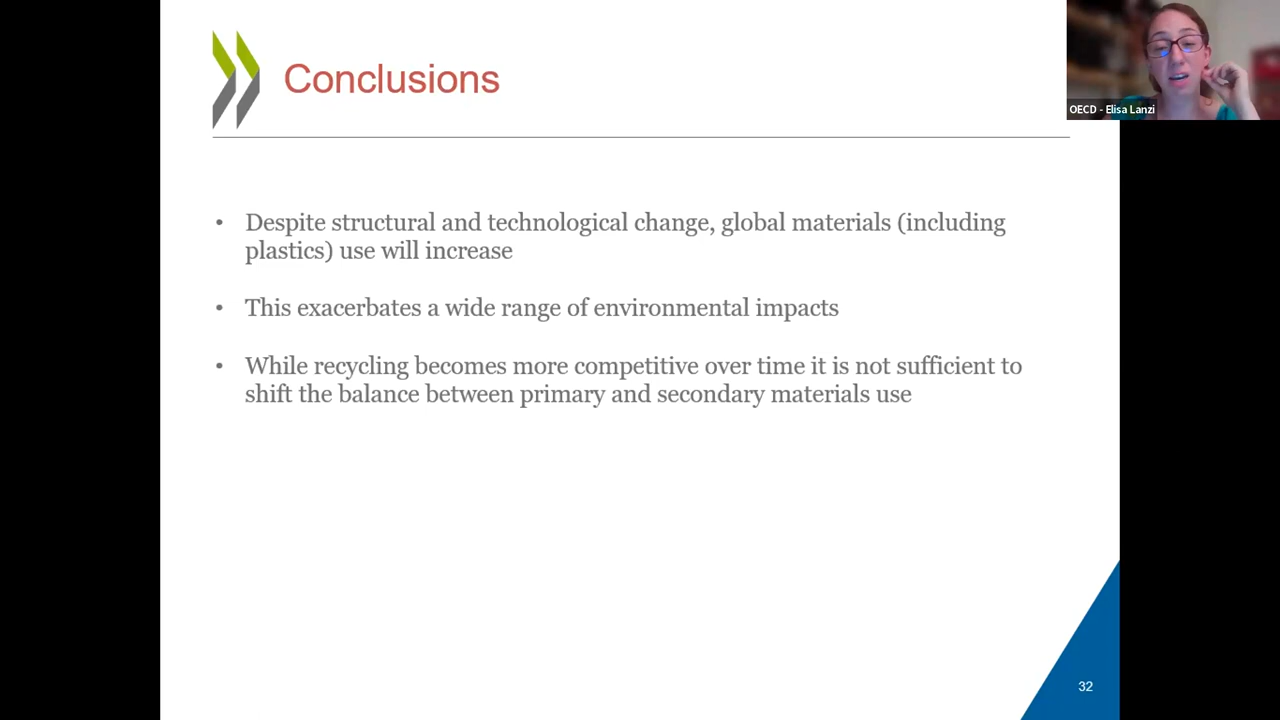 Conclusions
OECD - Elisa Lanzi
• Despite structural and technological change, global materials (including
plastics) use will increase
• This exacerbates a wide range of environmental impacts
• While recycling becomes more competitive over time it is not sufficient to
shift the balance between primary and secondary materials use
32